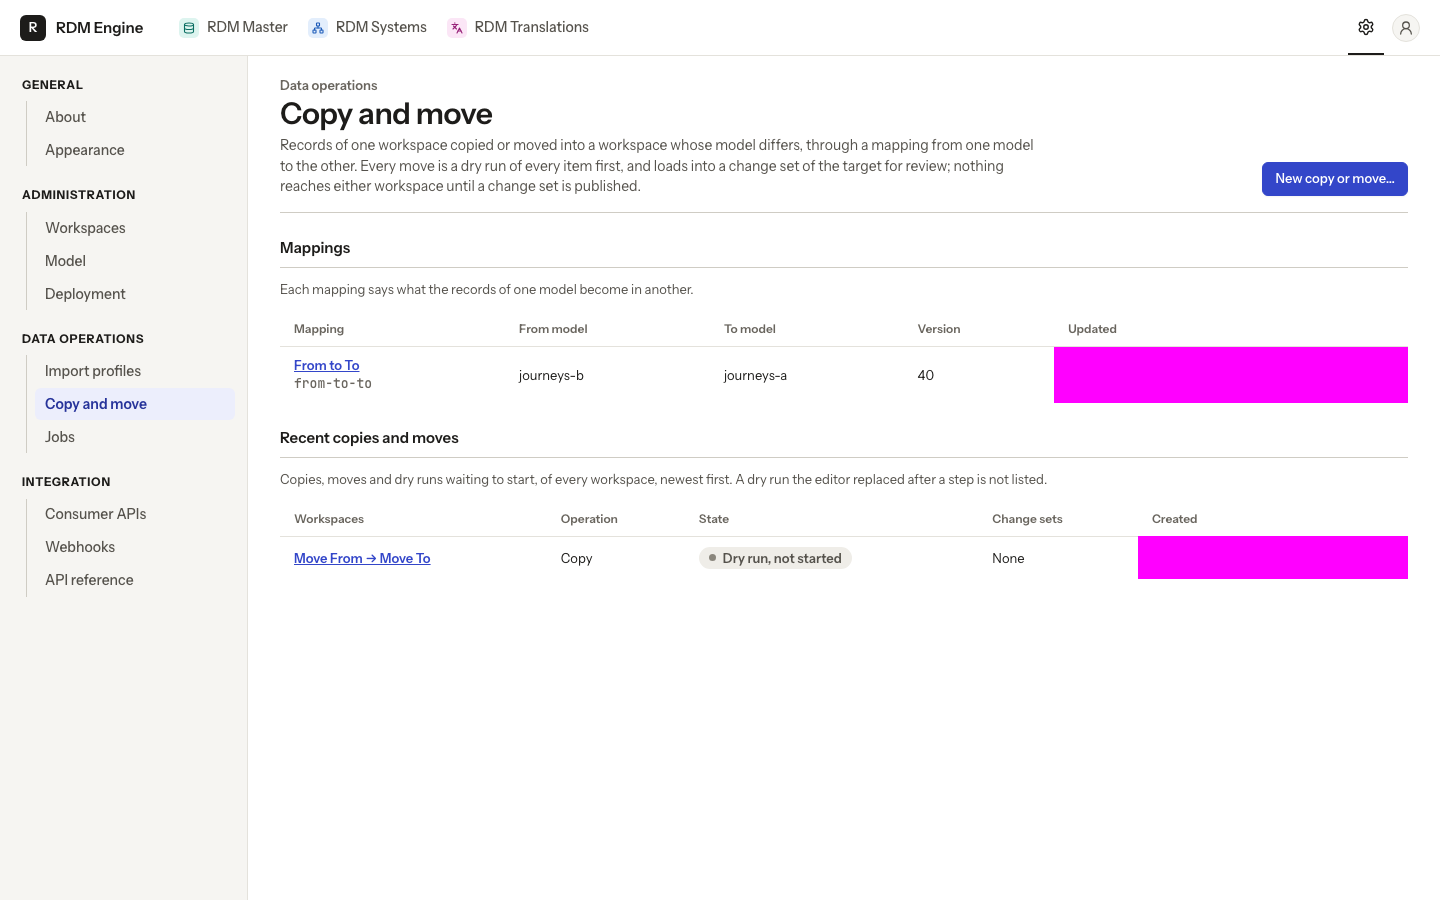 R RDM Engine RDM Master RDM Systems RDM Translations
GENERAL
About
Appearance
ADMINISTRATION
Workspaces
Model
Deployment
DATA OPERATIONS
Import profiles
Copy and move
Jobs
INTEGRATION
Consumer APIs
Webhooks
API reference
Data operations
Copy and move
Records of one workspace copied or moved into a workspace whose model differs, through a mapping from one model
to the other. Every move is a dry run of every item first, and loads into a change set of the target for review; nothing
reaches either workspace until a change set is published.
New copy or move...
Mappings
Each mapping says what the records of one model become in another.
Mapping From model To model Version Updated
From to To journeys-b journeys-a 40
from-to-to
Recent copies and moves
Copies, moves and dry runs waiting to start, of every workspace, newest first. A dry run the editor replaced after a step is not listed.
Workspaces Operation State Change sets Created
Move From → Move To Copy Dry run, not started None